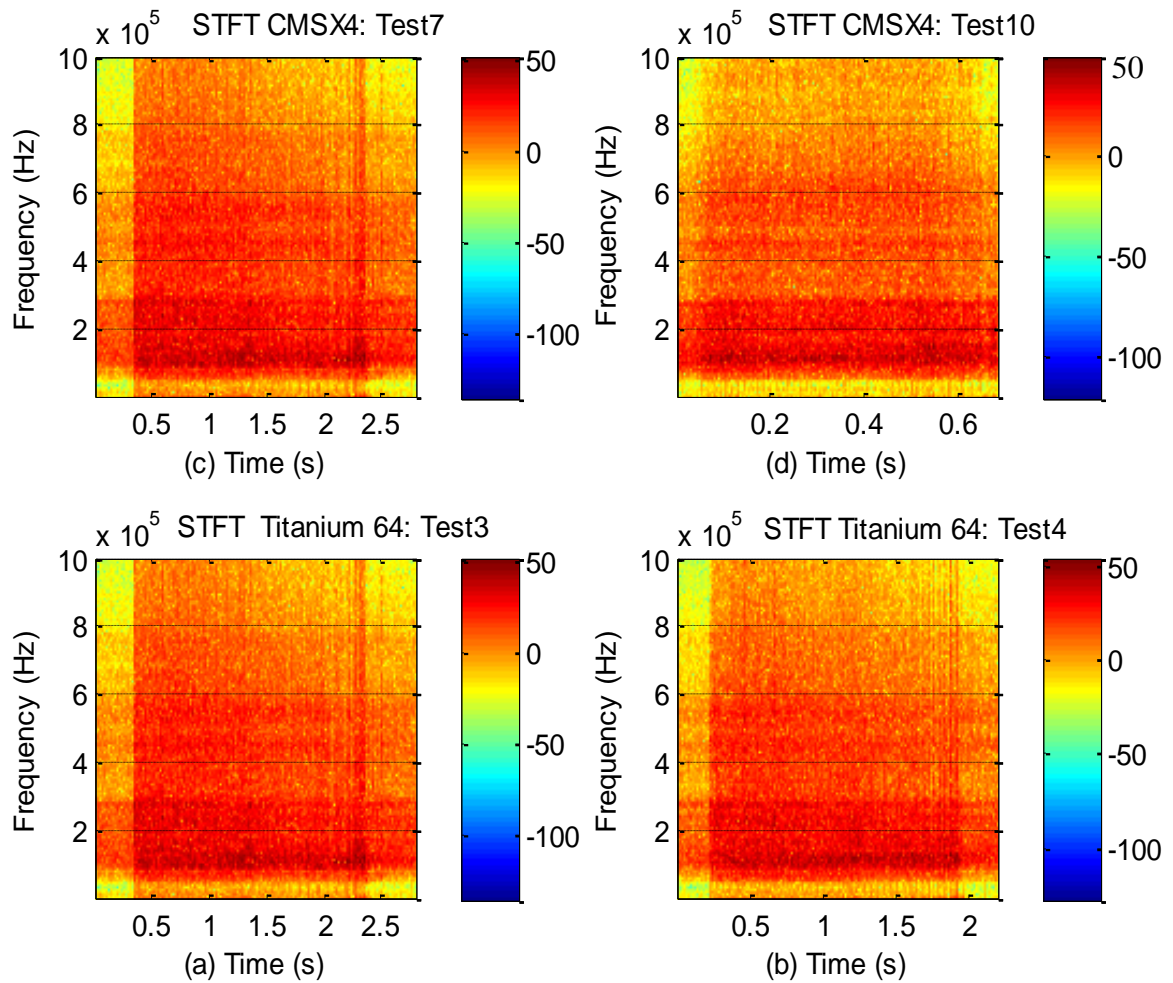 x 10^5 STFT CMSX4: Test7
10
8
6
4
2
Frequency (Hz)
0.5 1 1.5 2 2.5
(c) Time (s)
50
0
-50
-100
x 10^5 STFT CMSX4: Test10
10
8
6
4
2
Frequency (Hz)
0.2 0.4 0.6
(d) Time (s)
50
0
-50
-100
x 10^5 STFT Titanium 64: Test3
10
8
6
4
2
Frequency (Hz)
0.5 1 1.5 2 2.5
(a) Time (s)
50
0
-50
-100
x 10^5 STFT Titanium 64: Test4
10
8
6
4
2
Frequency (Hz)
0.5 1 1.5 2
(b) Time (s)
50
0
-50
-100